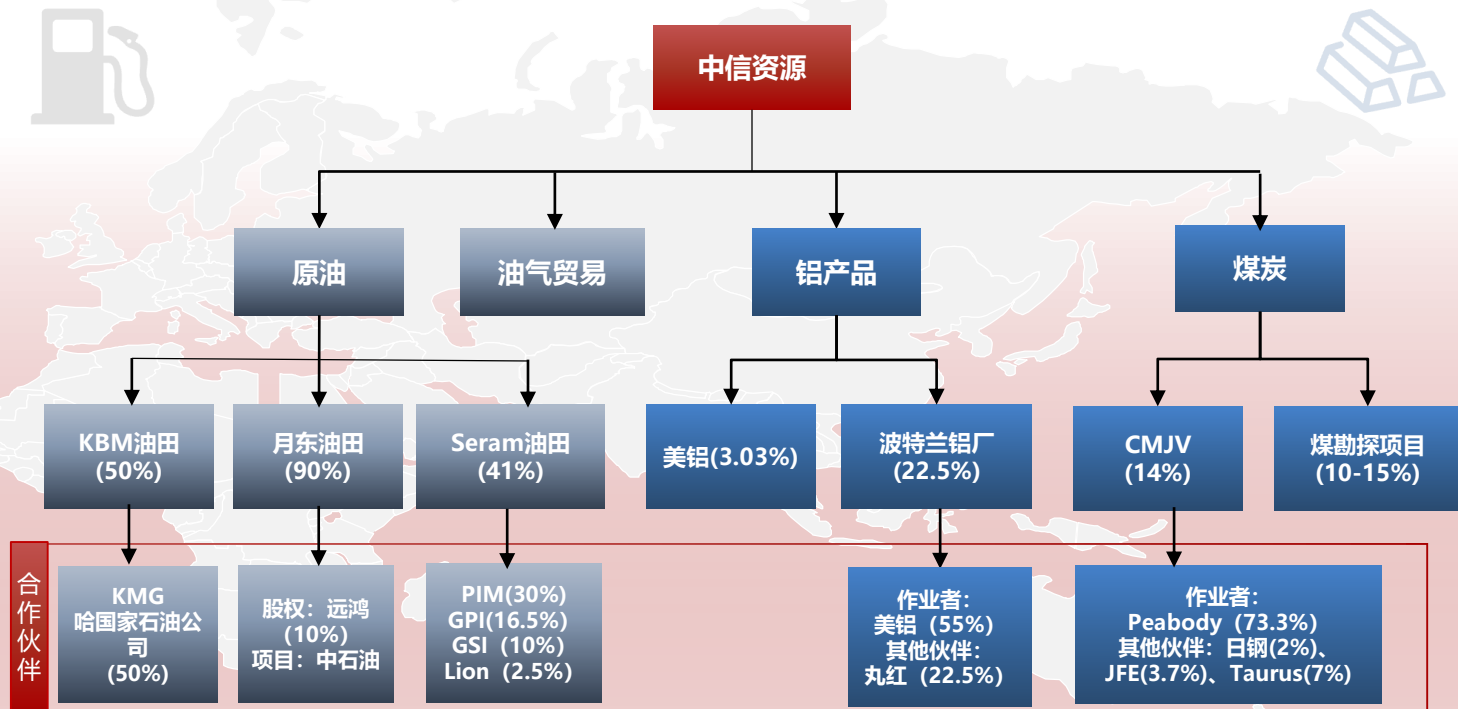 中信资源
原油
油气贸易
铝产品
煤炭
KBM油田
(50%)
月东油田
(90%)
Seram油田
(41%)
美铝(3.03%)
波特兰铝厂
(22.5%)
CMJV
(14%)
煤勘探项目
(10-15%)
合
作
伙
伴
KMG
哈国家石油公
司
(50%)
股权：远鸿
(10%)
项目：中石油
PIM(30%)
GPI(16.5%)
GSI (10%)
Lion（2.5%）
作业者：
美铝（55%）
其他伙伴：
丸红（22.5%）
作业者：
Peabody（73.3%）
其他伙伴：日钢(2%)、
JFE(3.7%)、Taurus(7%)